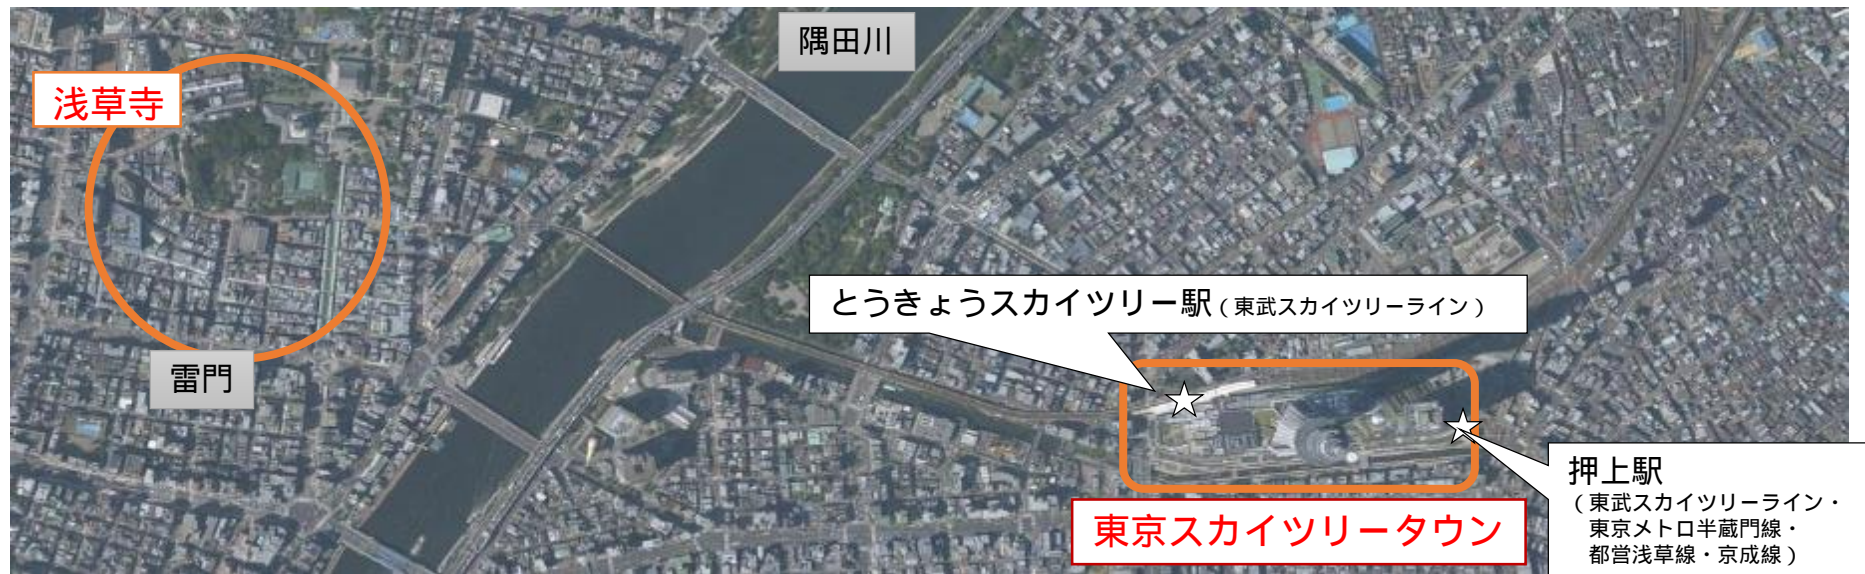 隅田川
浅草寺
雷門
とうきょうスカイツリー駅(東武スカイツリーライン)
東京スカイツリータウン
押上駅
(東武スカイツリーライン・
東京メトロ半蔵門線・
都営浅草線・京成線)